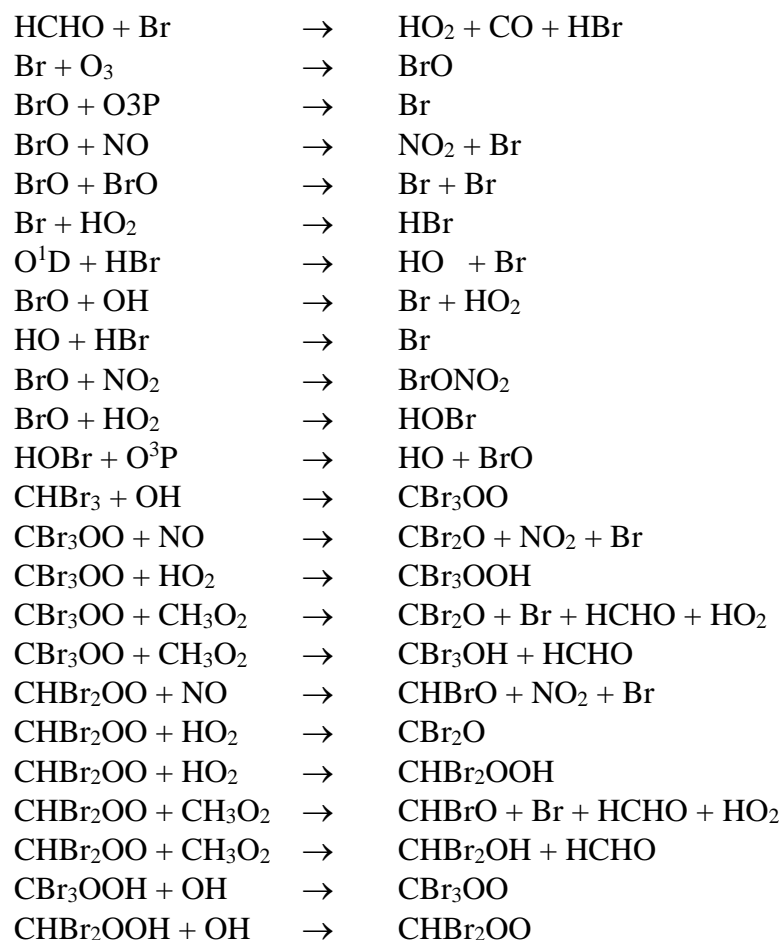 HCHO + Br → HO₂ + CO + HBr
Br + O₃ → BrO
BrO + O3P → Br
BrO + NO → NO₂ + Br
BrO + BrO → Br + Br
Br + HO₂ → HBr
O¹D + HBr → HO + Br
BrO + OH → Br + HO₂
HO + HBr → Br
BrO + NO₂ → BrONO₂
BrO + HO₂ → HOBr
HOBr + O³P → HO + BrO
CHBr₃ + OH → CBr₃OO
CBr₃OO + NO → CBr₂O + NO₂ + Br
CBr₃OO + HO₂ → CBr₃OOH
CBr₃OO + CH₃O₂ → CBr₂O + Br + HCHO + HO₂
CBr₃OO + CH₃O₂ → CBr₃OH + HCHO
CHBr₂OO + NO → CHBrO + NO₂ + Br
CHBr₂OO + HO₂ → CBr₂O
CHBr₂OO + HO₂ → CHBr₂OOH
CHBr₂OO + CH₃O₂ → CHBrO + Br + HCHO + HO₂
CHBr₂OO + CH₃O₂ → CHBr₂OH + HCHO
CBr₃OOH + OH → CBr₃OO
CHBr₂OOH + OH → CHBr₂OO